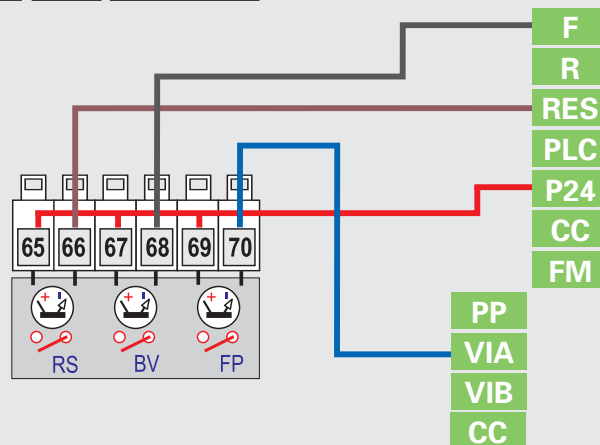 F
R
RES
PLC
P24
CC
FM
65 66 67 68 69 70
+ - + - + -
RS BV FP
PP
VIA
VIB
CC